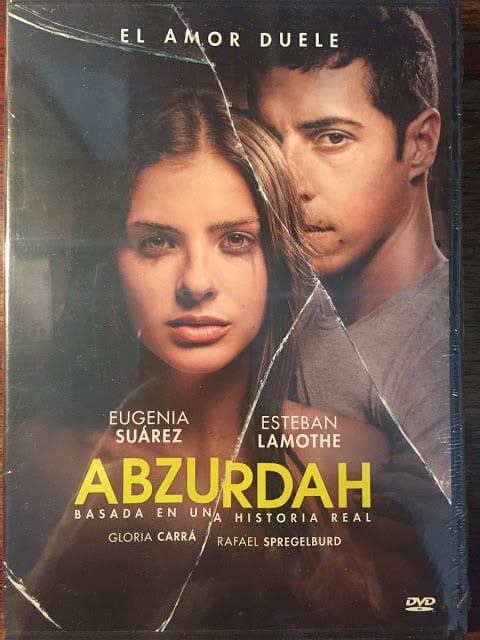 EL AMOR DUELE
EUGENIA SUÁREZ
ESTEBAN LAMOTHE
ABZURDAH
BASADA EN UNA HISTORIA REAL
GLORIA CARRÁ RAFAEL SPREGELBURD
DVD